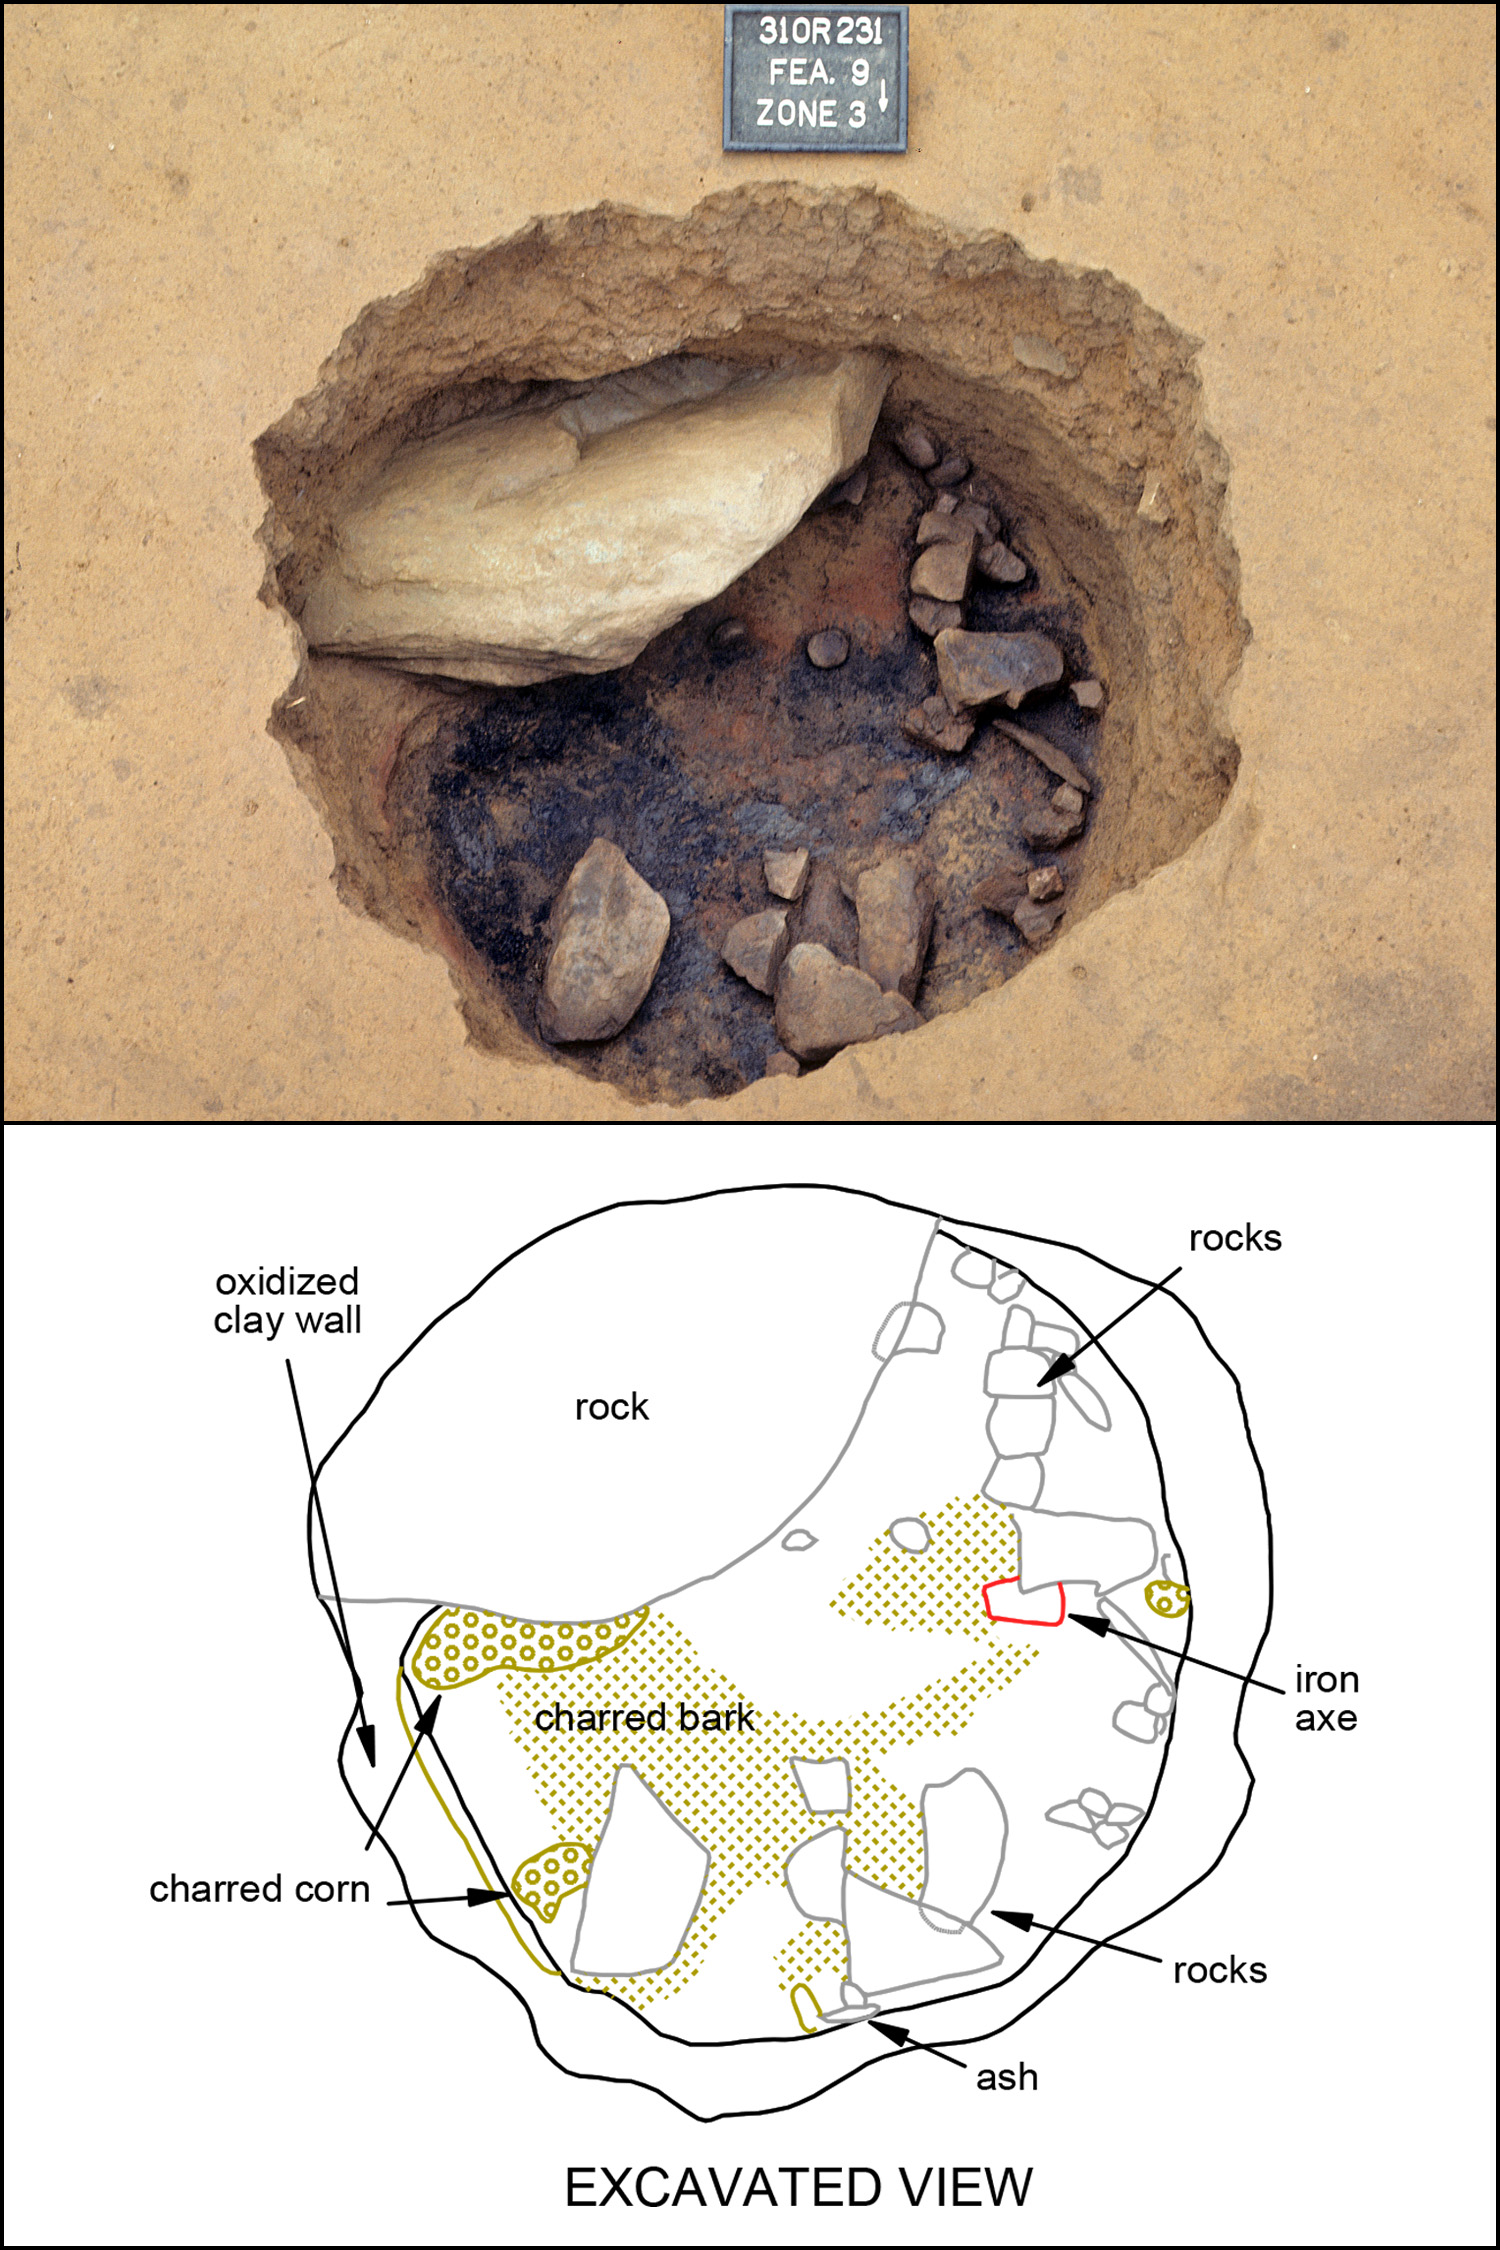 31OR231
FEA. 9
ZONE 3
rocks
oxidized
clay wall
rock
iron
axe
charred bark
charred corn
rocks
ash
EXCAVATED VIEW